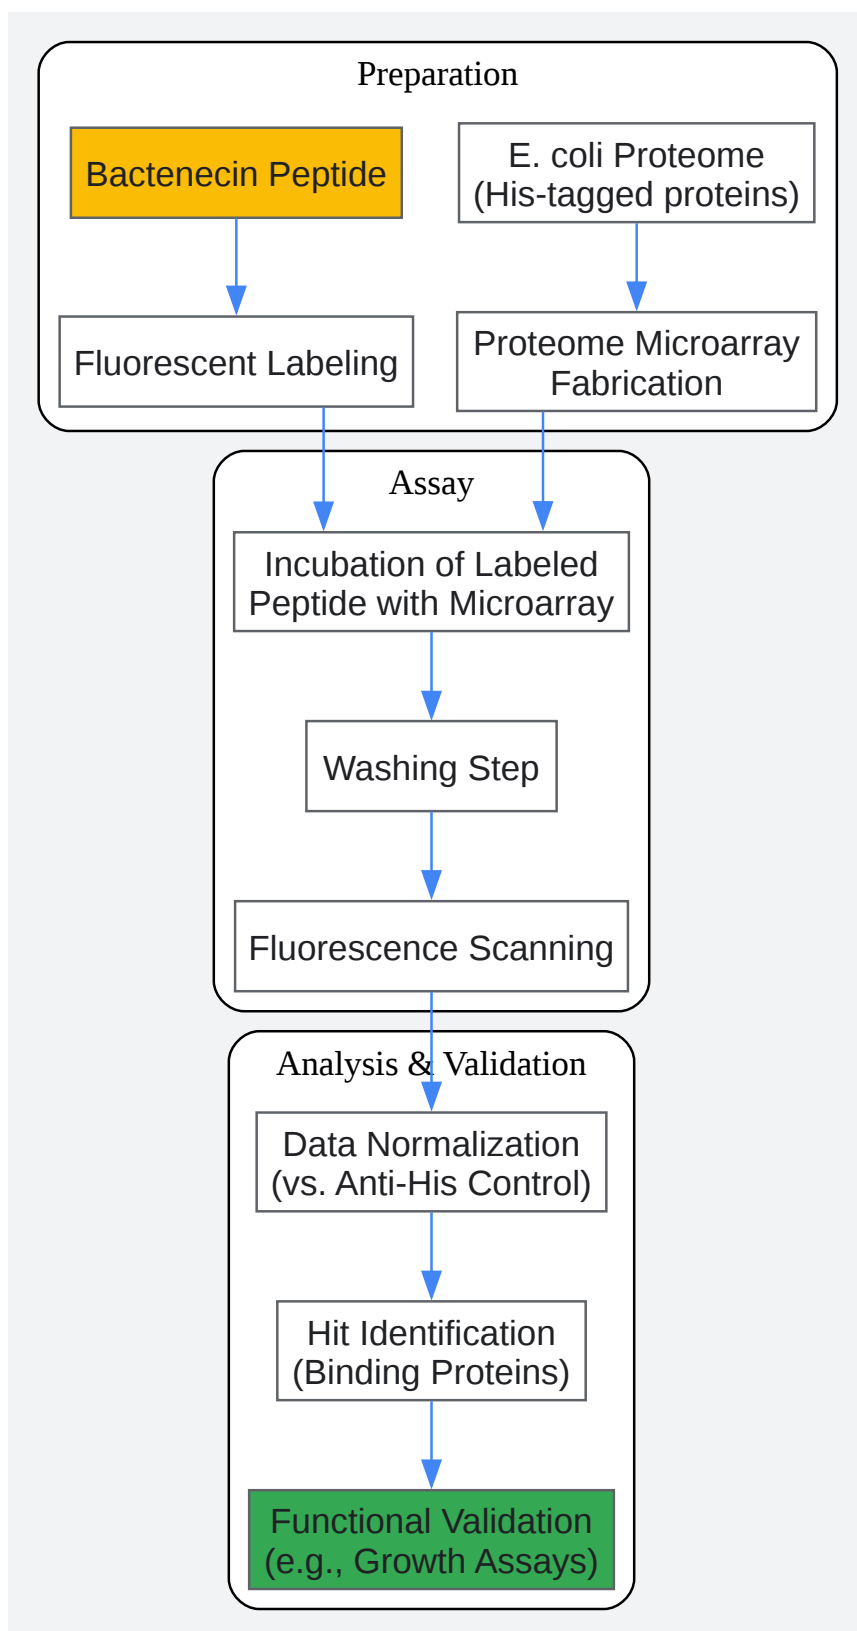 Preparation
Bactenecin Peptide
E. coli Proteome
(His-tagged proteins)
Fluorescent Labeling
Proteome Microarray
Fabrication
Assay
Incubation of Labeled
Peptide with Microarray
Washing Step
Fluorescence Scanning
Analysis & Validation
Data Normalization
(vs. Anti-His Control)
Hit Identification
(Binding Proteins)
Functional Validation
(e.g., Growth Assays)